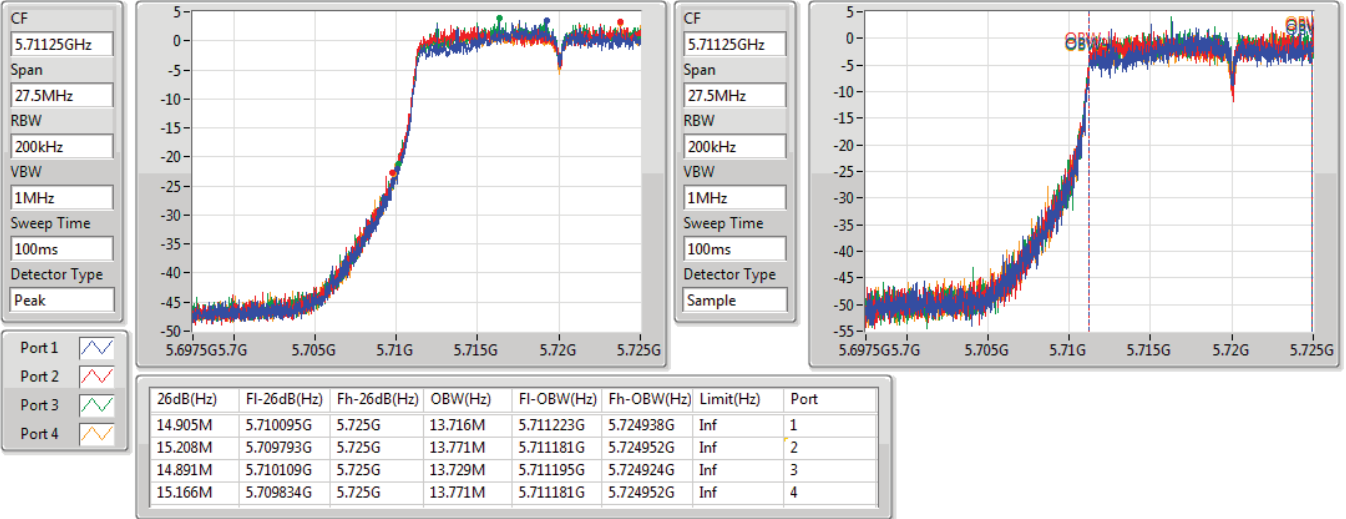 CF
5.71125GHz
Span
27.5MHz
RBW
200kHz
VBW
1MHz
Sweep Time
100ms
Detector Type
Peak
5
0
-5
-10
-15
-20
-25
-30
-35
-40
-45
-50
5.6975G5.7G 5.705G 5.71G 5.715G 5.72G 5.725G
CF
5.71125GHz
Span
27.5MHz
RBW
200kHz
VBW
1MHz
Sweep Time
100ms
Detector Type
Sample
5
0
-5
-10
-15
-20
-25
-30
-35
-40
-45
-50
-55
5.6975G5.7G 5.705G 5.71G 5.715G 5.72G 5.725G
Port 1
Port 2
Port 3
Port 4
26dB(Hz) Fl-26dB(Hz) Fh-26dB(Hz) OBW(Hz) Fl-OBW(Hz) Fh-OBW(Hz) Limit(Hz) Port
14.905M 5.710095G 5.725G 13.716M 5.711223G 5.724938G Inf 1
15.208M 5.709793G 5.725G 13.771M 5.711181G 5.724952G Inf 2
14.891M 5.710109G 5.725G 13.729M 5.711195G 5.724924G Inf 3
15.166M 5.709834G 5.725G 13.771M 5.711181G 5.724952G Inf 4